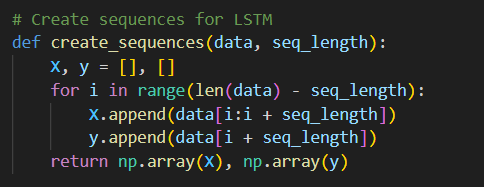 # Create sequences for LSTM
def create_sequences(data, seq_length):
    X, y = [], []
    for i in range(len(data) - seq_length):
        X.append(data[i:i + seq_length])
        y.append(data[i + seq_length])
    return np.array(X), np.array(y)